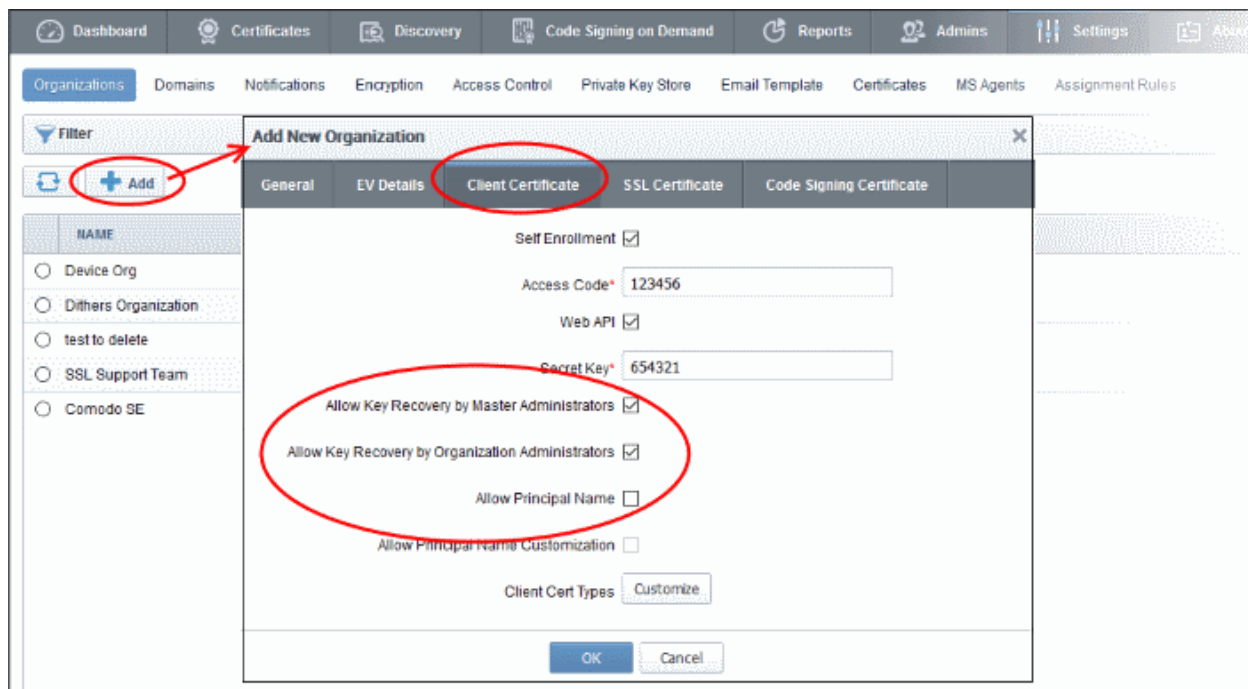 Dashboard Certificates Discovery Code Signing on Demand Reports Admins Settings
Organizations Domains Notifications Encryption Access Control Private Key Store Email Template Certificates MS Agents Assignment Rules
Filter
Add New Organization
Add
General EV Details Client Certificate SSL Certificate Code Signing Certificate
NAME
Self Enrollment
Device Org
Access Code* 123456
Dithers Organization
Web API
test to delete
Secret Key* 654321
SSL Support Team
Allow Key Recovery by Master Administrators
Comodo SE
Allow Key Recovery by Organization Administrators
Allow Principal Name
Allow Principal Name Customization
Client Cert Types Customize
OK Cancel